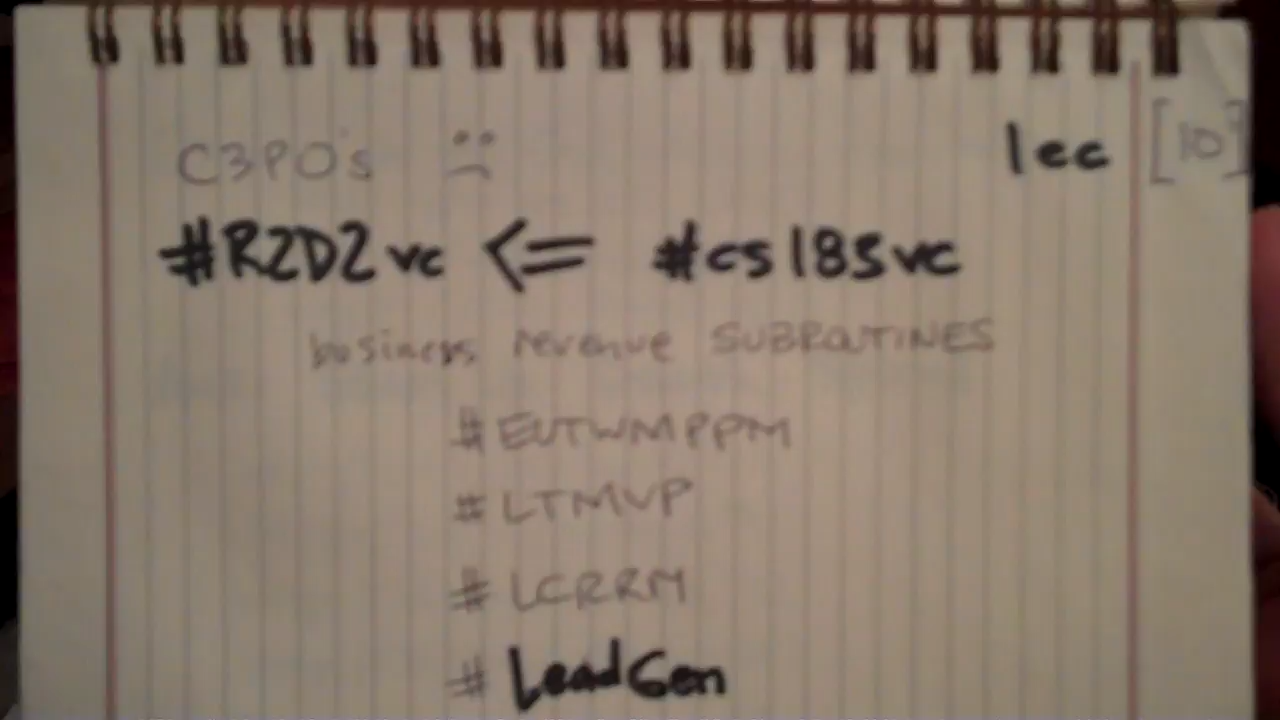 C3PO's :( lec [10]
#R2D2vc <= #cs183vc
business revenue SUBROUTINES
#EUTWMPPM
#LTMVP
#LCRRM
#LeadGen